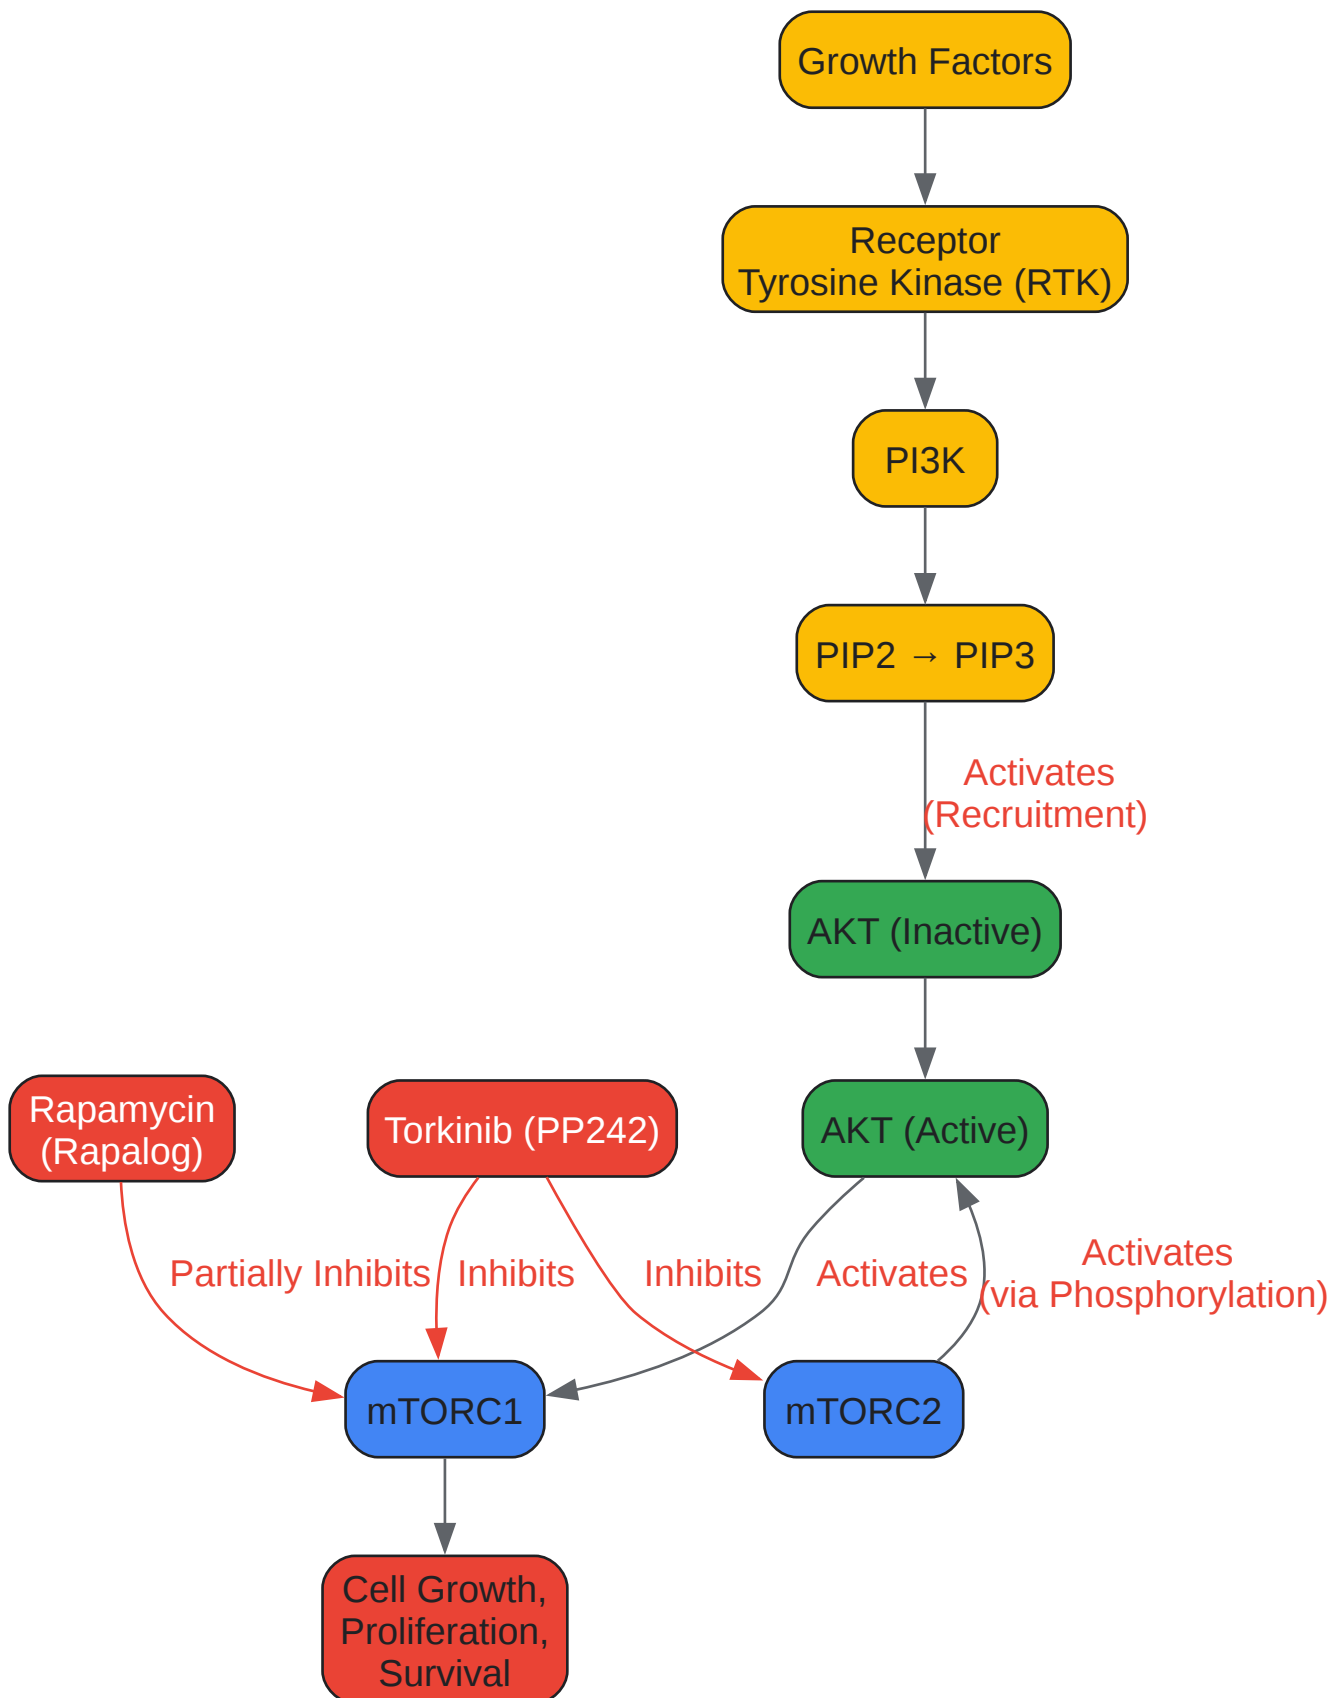 Growth Factors
Receptor
Tyrosine Kinase (RTK)
PI3K
PIP2 → PIP3
Activates
(Recruitment)
AKT (Inactive)
Rapamycin
(Rapalog)
Torkinib (PP242)
AKT (Active)
Partially Inhibits
Inhibits
Inhibits
Activates
Activates
(via Phosphorylation)
mTORC1
mTORC2
Cell Growth,
Proliferation,
Survival